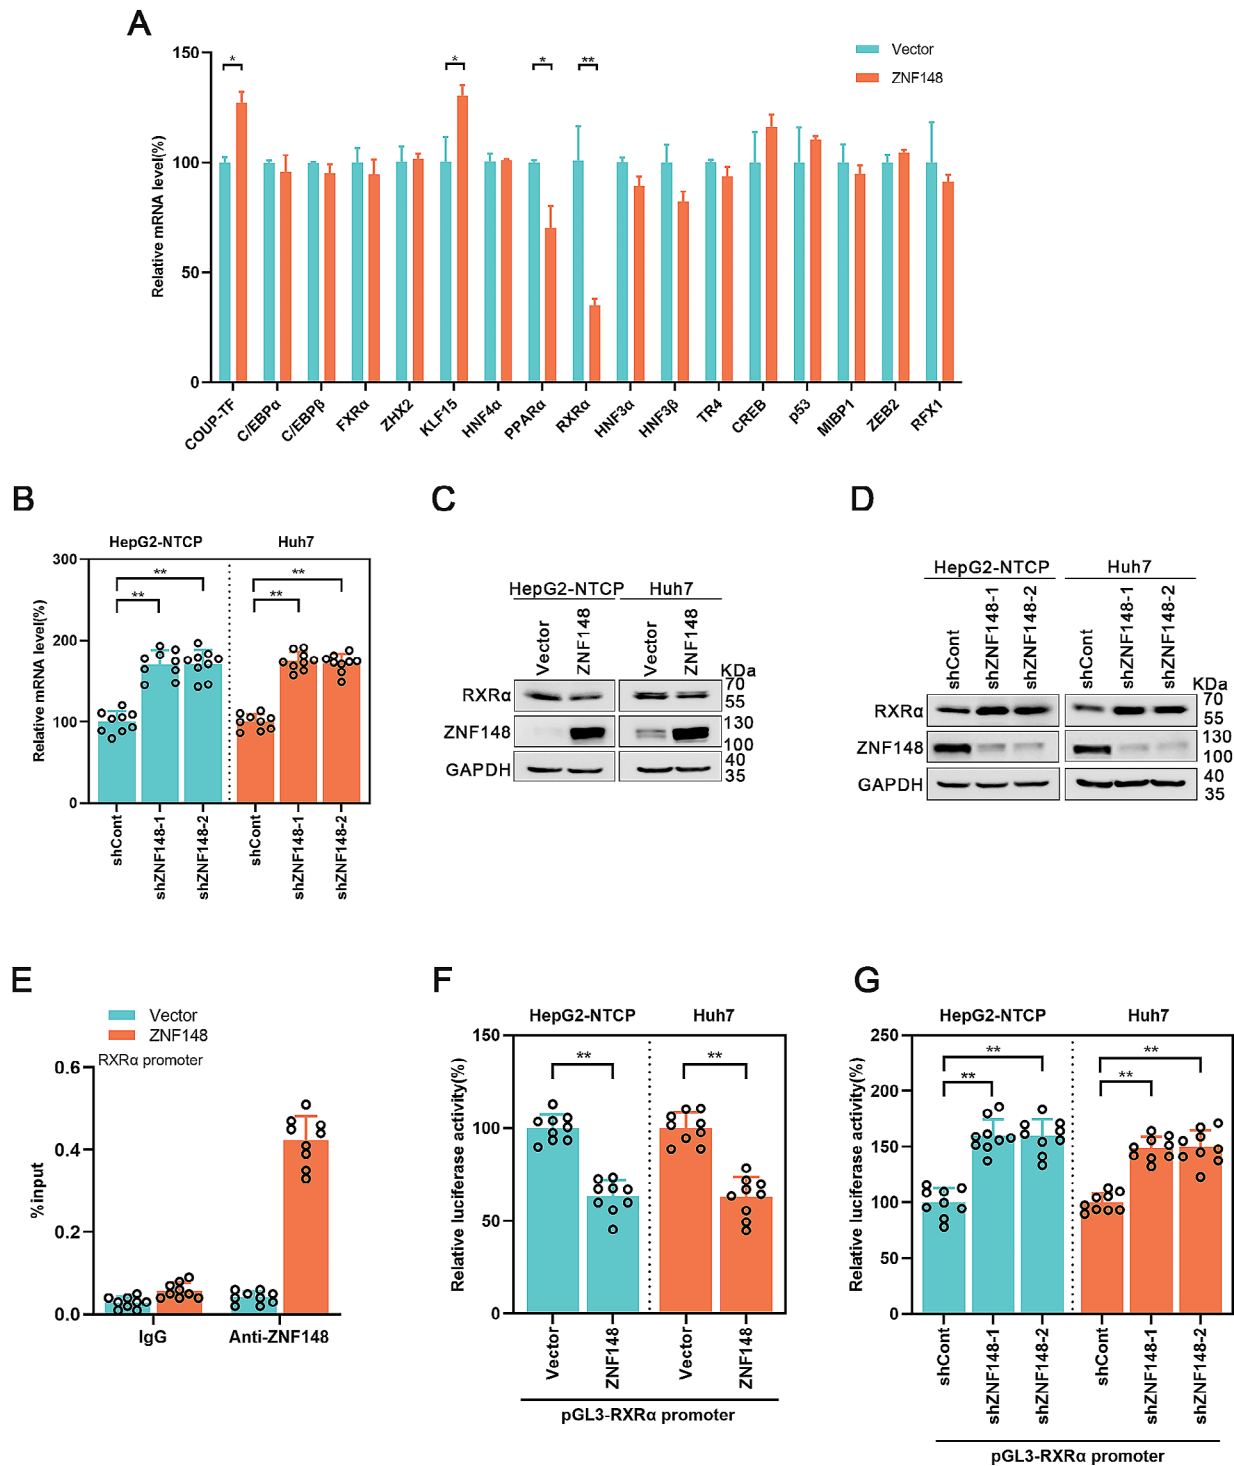 A
Vector
ZNF148
Relative mRNA level(%)
150
100
50
0
* * * **
COUP-TF C/EBPα C/EBPβ FXRα ZHX2 KLF15 HNF4α PPARα RXRα HNF3α HNF3β TR4 CREB p53 MIBP1 ZEB2 RFX1
B
HepG2-NTCP Huh7
Relative mRNA level(%)
300
200
100
0
** **
** **
shCont shZNF148-1 shZNF148-2 shCont shZNF148-1 shZNF148-2
C
HepG2-NTCP Huh7
Vector ZNF148 Vector ZNF148
KDa
RXRα 70
55
ZNF148 130
100
GAPDH 40
35
D
HepG2-NTCP Huh7
shCont shZNF148-1 shZNF148-2 shCont shZNF148-1 shZNF148-2
KDa
RXRα 70
55
ZNF148 130
100
GAPDH 40
35
E
Vector
ZNF148
RXRα promoter
%input
0.6
0.4
0.2
0.0
IgG Anti-ZNF148
F
HepG2-NTCP Huh7
Relative luciferase activity(%)
150
100
50
0
** **
Vector ZNF148 Vector ZNF148
pGL3-RXRα promoter
G
HepG2-NTCP Huh7
Relative luciferase activity(%)
250
200
150
100
50
0
** **
** **
shCont shZNF148-1 shZNF148-2 shCont shZNF148-1 shZNF148-2
pGL3-RXRα promoter